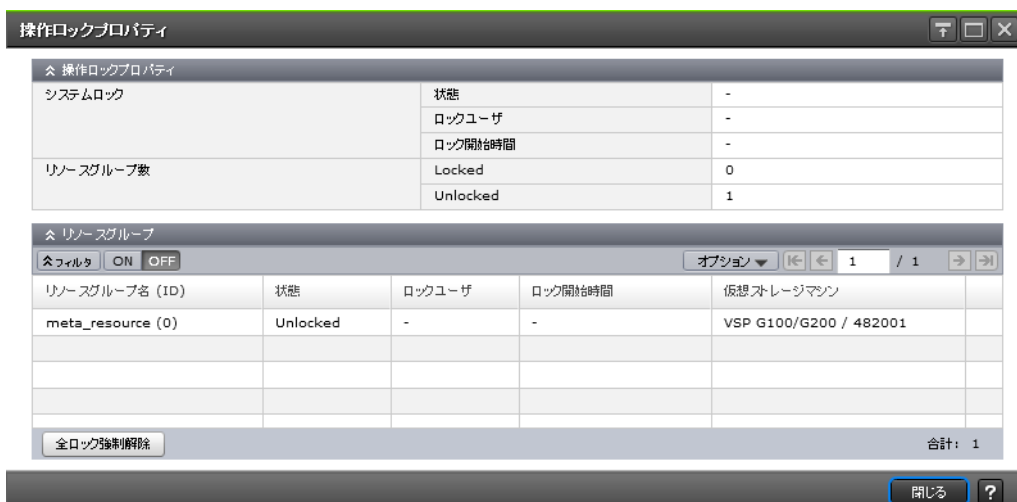 操作ロックプロパティ
操作ロックプロパティ
システムロック 状態 -
ロックユーザ -
ロック開始時間 -
リソースグループ数 Locked 0
Unlocked 1
リソースグループ
フィルタ ON OFF オプション 1 / 1
リソースグループ名 (ID) 状態 ロックユーザ ロック開始時間 仮想ストレージマシン
meta_resource (0) Unlocked - - VSP G100/G200 / 482001
全ロック強制解除 合計: 1
閉じる ?